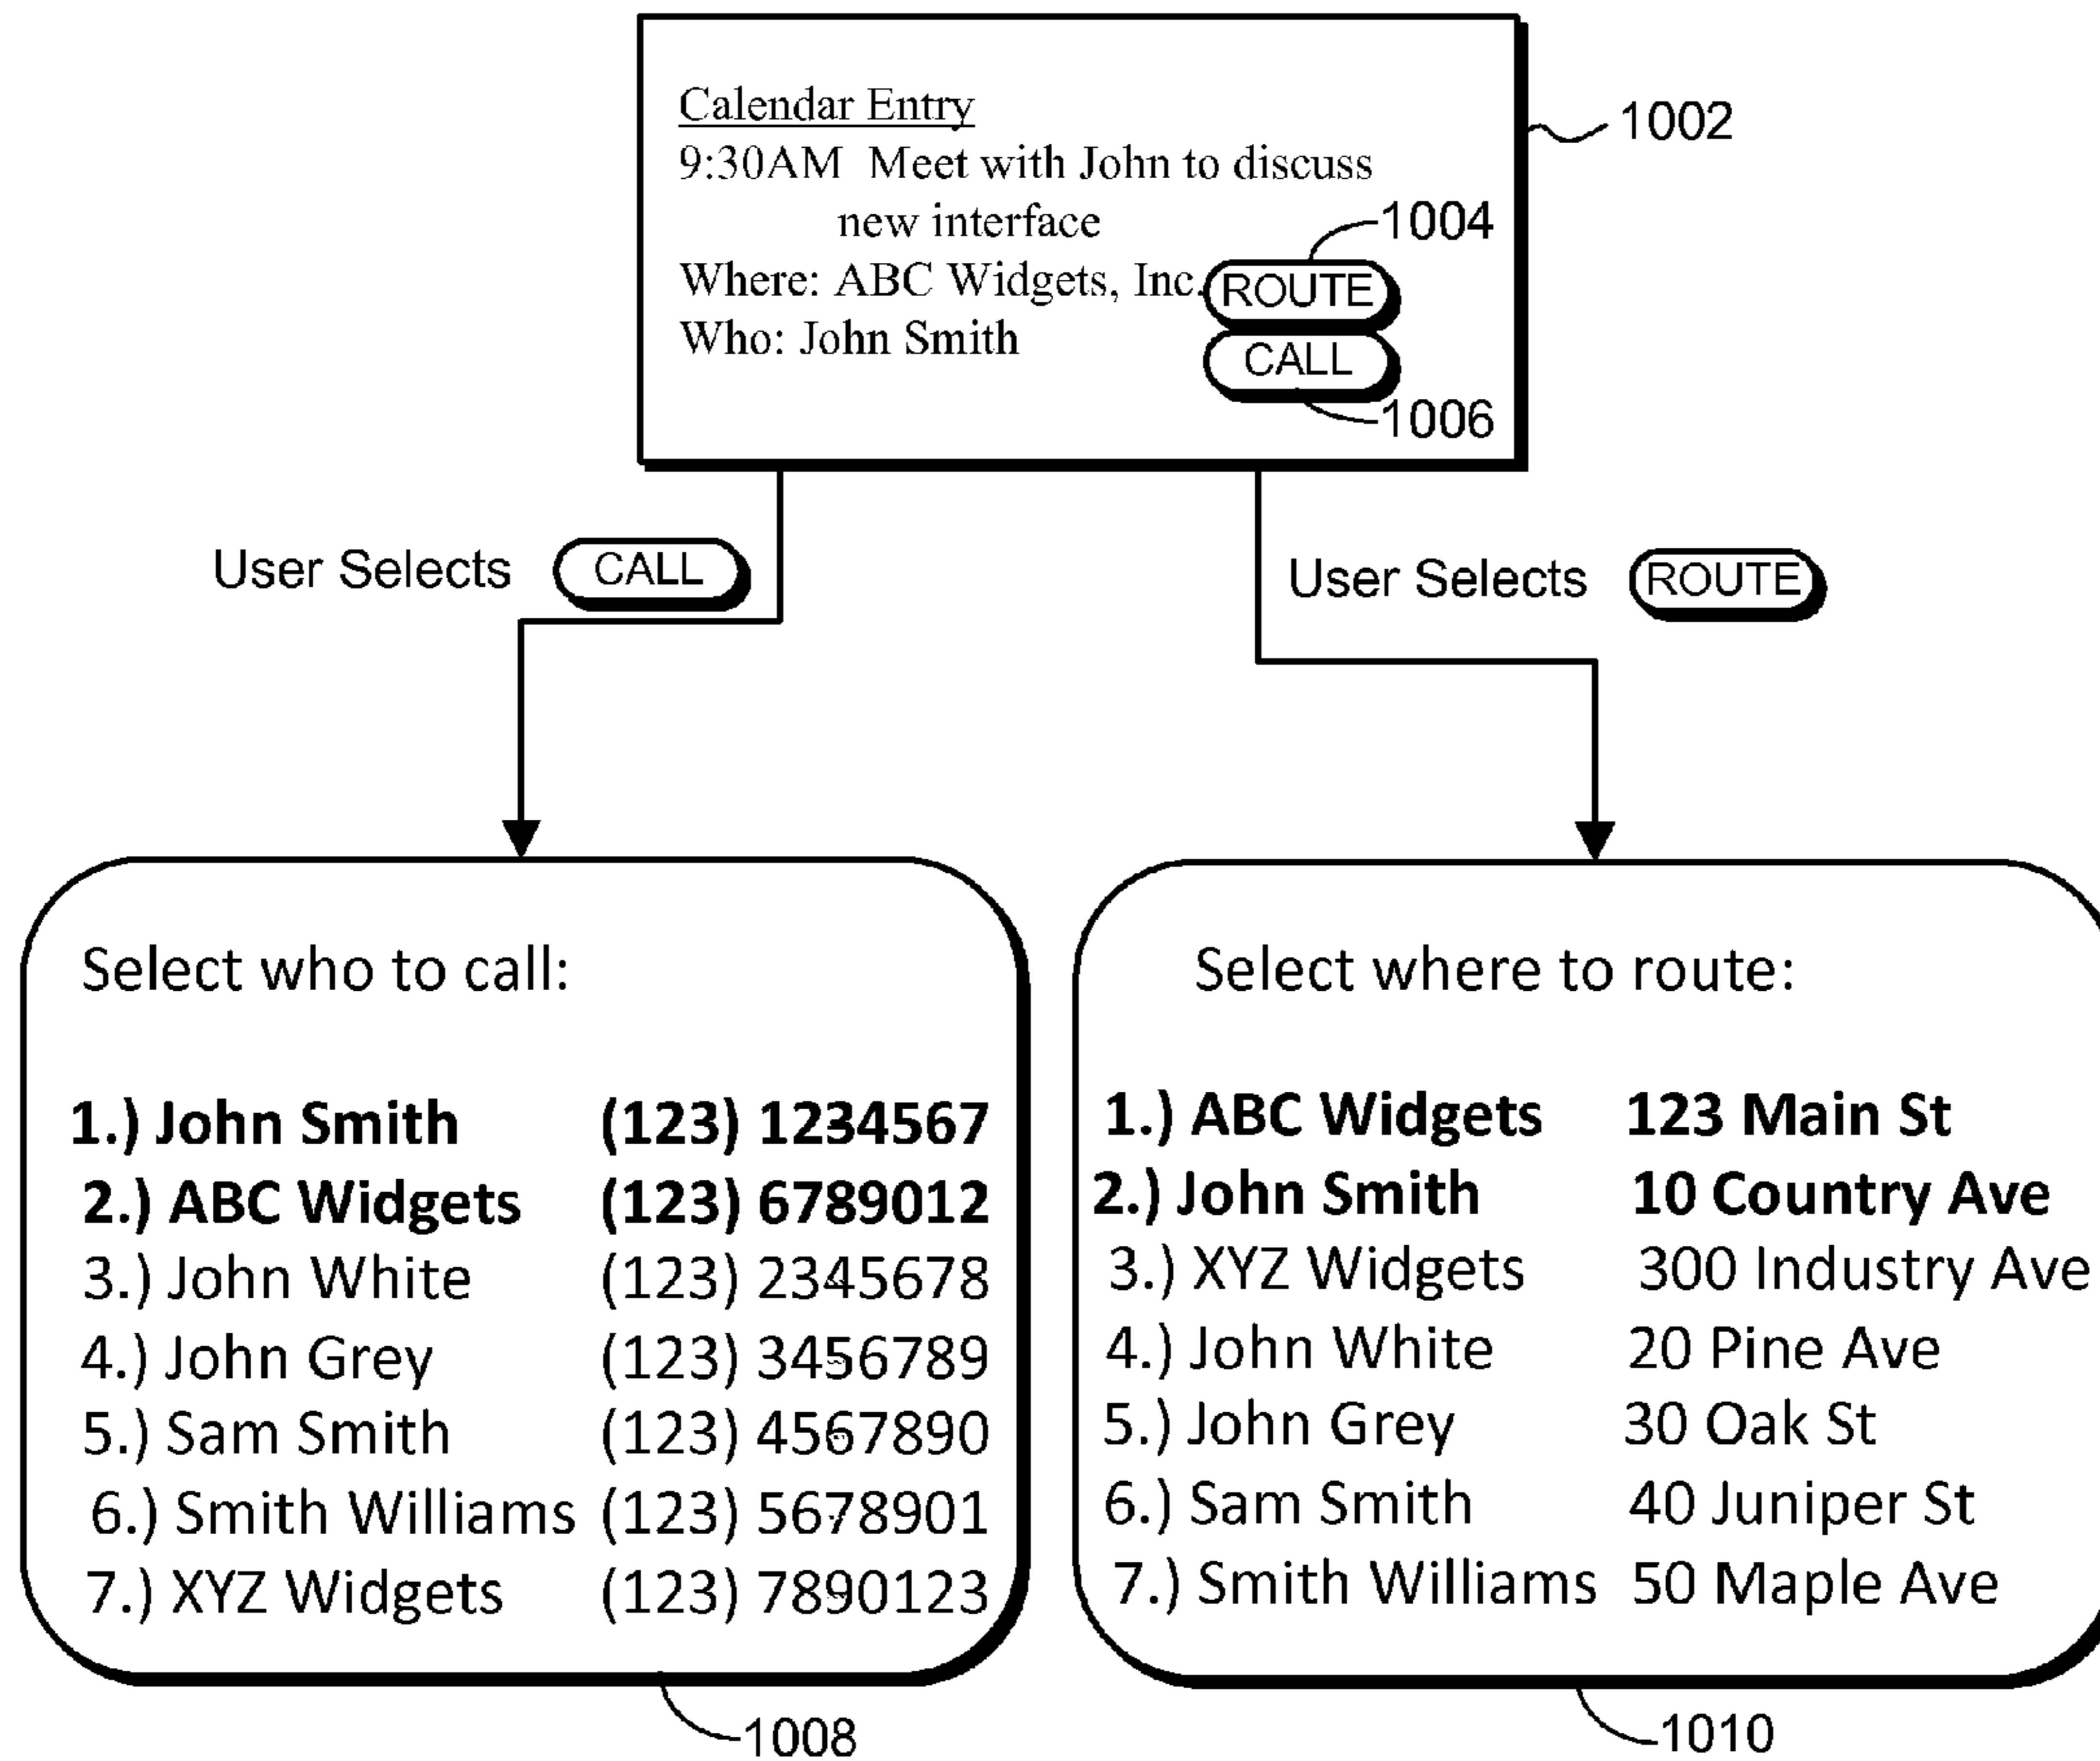 Calendar Entry
1002
9:30AM Meet with John to discuss
new interface
1004
Where: ABC Widgets, Inc. ROUTE
Who: John Smith CALL
1006
User Selects CALL
User Selects ROUTE
Select who to call:
1.) John Smith (123) 1234567
2.) ABC Widgets (123) 6789012
3.) John White (123) 2345678
4.) John Grey (123) 3456789
5.) Sam Smith (123) 4567890
6.) Smith Williams (123) 5678901
7.) XYZ Widgets (123) 7890123
1008
Select where to route:
1.) ABC Widgets 123 Main St
2.) John Smith 10 Country Ave
3.) XYZ Widgets 300 Industry Ave
4.) John White 20 Pine Ave
5.) John Grey 30 Oak St
6.) Sam Smith 40 Juniper St
7.) Smith Williams 50 Maple Ave
1010